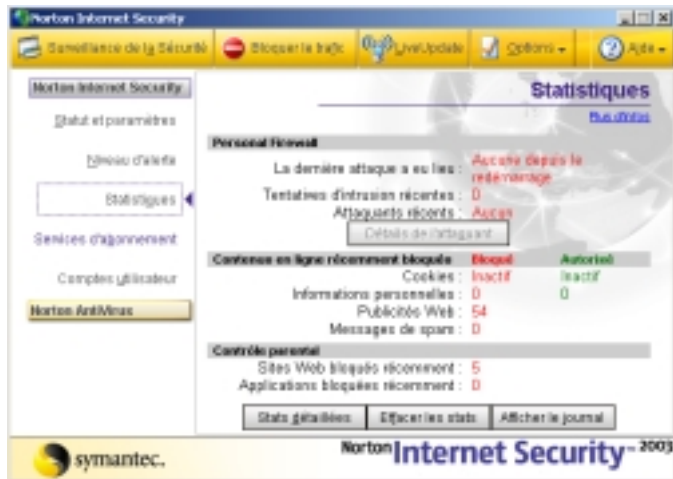 Norton Internet Security
Surveillance de la Sécurité Bloquer le trafic LiveUpdate Options Aide
Norton Internet Security
Statut et paramètres
Niveau d'alerte
Statistiques
Services d'abonnement
Comptes utilisateur
Norton AntiVirus
Statistiques
Plus d'infos
Personal Firewall
La dernière attaque a eu lieu : Aucune depuis le redémarrage
Tentatives d'intrusion récentes : 0
Attaquants récents : Aucun
Détails de l'attaquant
Contenue en ligne récemment bloquée Bloqué Autorisé
Cookies : Inactif Inactif
Informations personnelles : 0 0
Publicités Web : 54
Messages de spam : 0
Contrôle parental
Sites Web bloqués récemment : 5
Applications bloquées récemment : 0
Stats détaillées Effacer les stats Afficher le journal
symantec.
Norton Internet Security™ 2003